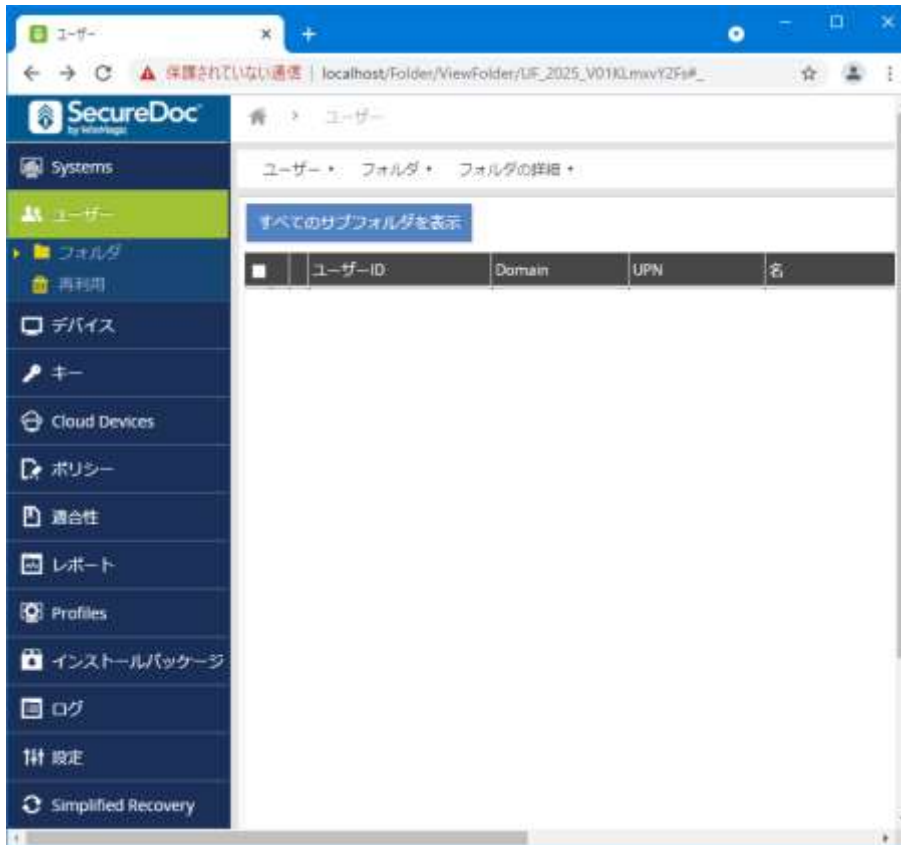 ユーザー
保護されていない通信 | localhost/Folder/ViewFolder/UF_2025_V01KLmxvY2Fs#_
SecureDoc
by WinMagic
ユーザー
Systems
ユーザー
フォルダ
再利用
デバイス
キー
Cloud Devices
ポリシー
適合性
レポート
Profiles
インストールパッケージ
ログ
設定
Simplified Recovery
ユーザー フォルダ フォルダの詳細
すべてのサブフォルダを表示
ユーザーID Domain UPN 名